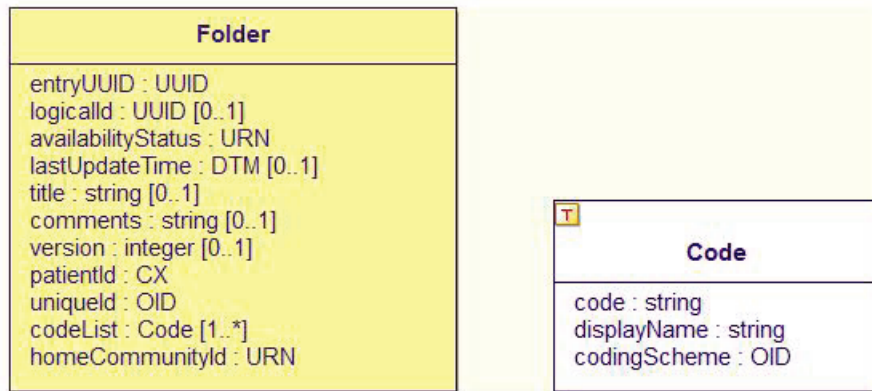 Folder
entryUUID : UUID
logicalId : UUID [0..1]
availabilityStatus : URN
lastUpdateTime : DTM [0..1]
title : string [0..1]
comments : string [0..1]
version : integer [0..1]
patientId : CX
uniqueId : OID
codeList : Code [1..*]
homeCommunityId : URN
T
Code
code : string
displayName : string
codingScheme : OID